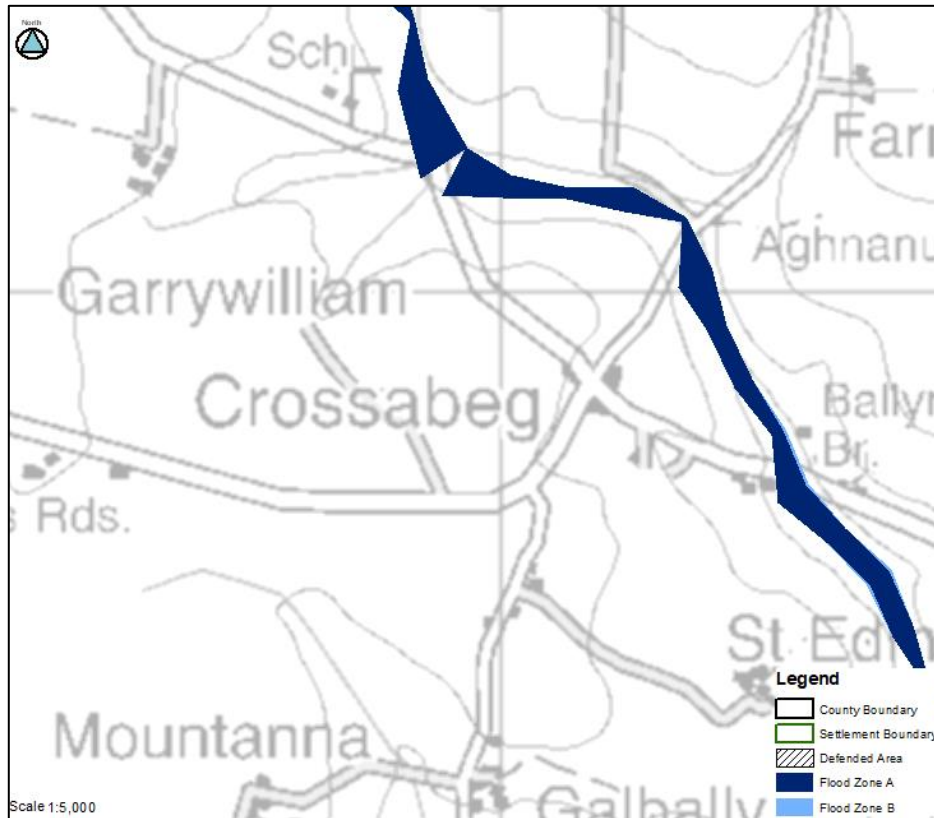 North
Sch
Farr
Aghnanu
Garrywilliam
Crossabeg
Ballyr
Br.
s Rds.
St. Edm
Mountanna
Galbally
Legend
County Boundary
Settlement Boundary
Defended Area
Flood Zone A
Flood Zone B
Scale 1:5,000